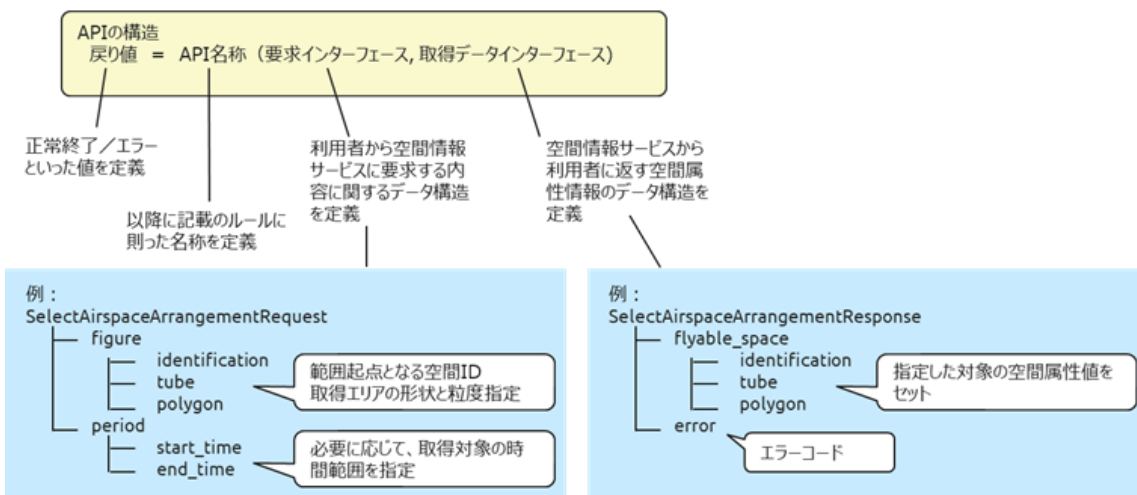 APIの構造
戻り値 = API名称（要求インターフェース, 取得データインターフェース)
正常終了／エラー
といった値を定義
以降に記載のルールに
則った名称を定義
利用者から空間情報
サービスに要求する内
容に関するデータ構造
を定義
空間情報サービスから
利用者に返す空間属
性情報のデータ構造を
定義
例：
SelectAirspaceArrangementRequest
figure
identification
tube
polygon
範囲起点となる空間ID
取得エリアの形状と粒度指定
period
start_time
end_time
必要に応じて、取得対象の時
間範囲を指定
例：
SelectAirspaceArrangementResponse
flyable_space
identification
tube
polygon
指定した対象の空間属性値を
セット
error
エラーコード